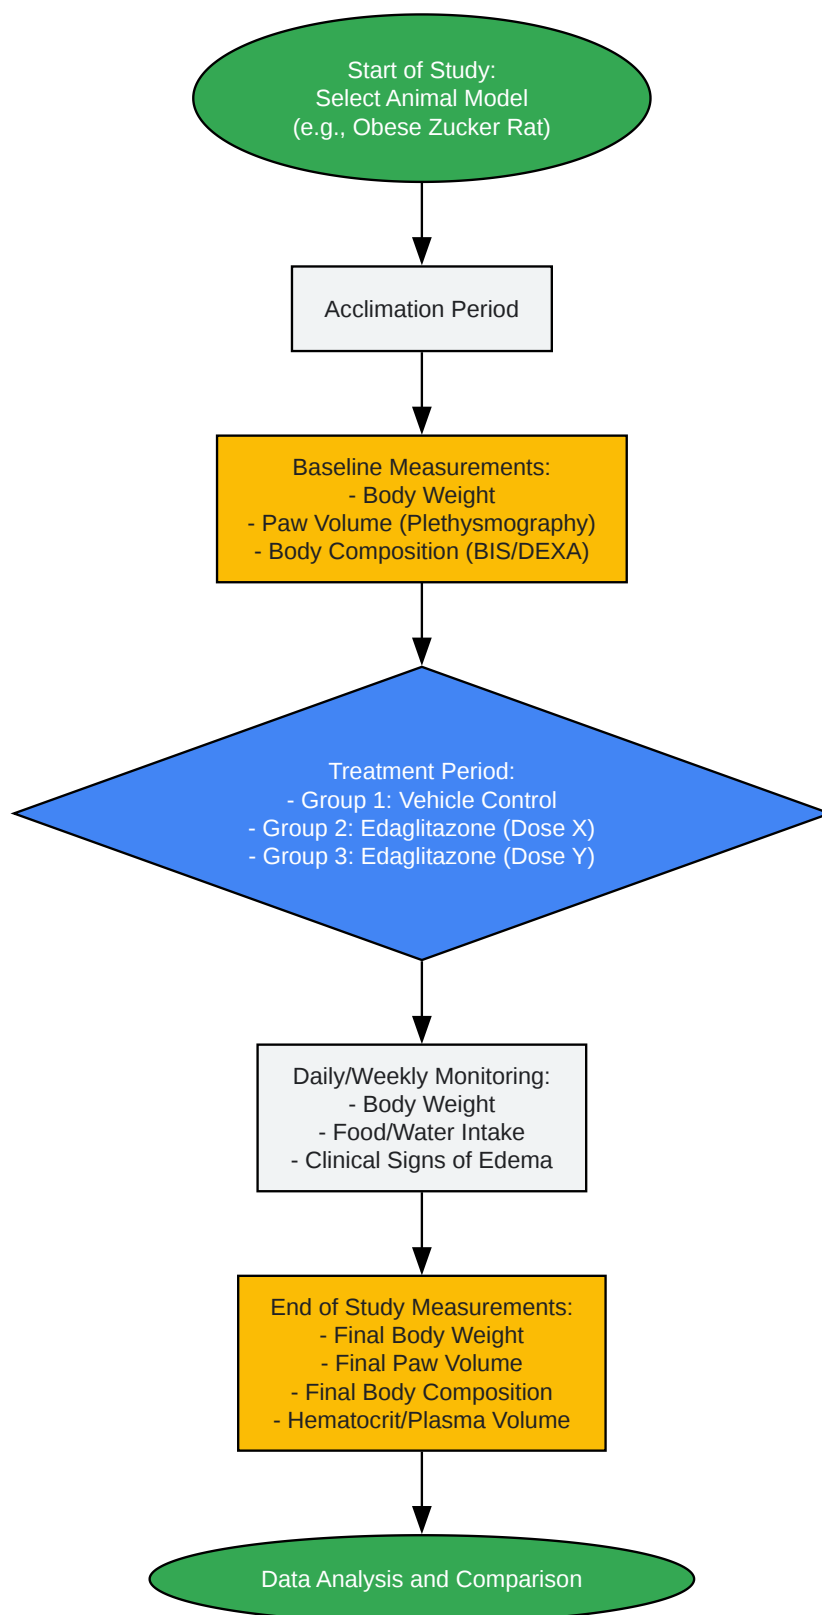 Start of Study:
Select Animal Model
(e.g., Obese Zucker Rat)
Acclimation Period
Baseline Measurements:
- Body Weight
- Paw Volume (Plethysmography)
- Body Composition (BIS/DEXA)
Treatment Period:
- Group 1: Vehicle Control
- Group 2: Edaglitazone (Dose X)
- Group 3: Edaglitazone (Dose Y)
Daily/Weekly Monitoring:
- Body Weight
- Food/Water Intake
- Clinical Signs of Edema
End of Study Measurements:
- Final Body Weight
- Final Paw Volume
- Final Body Composition
- Hematocrit/Plasma Volume
Data Analysis and Comparison